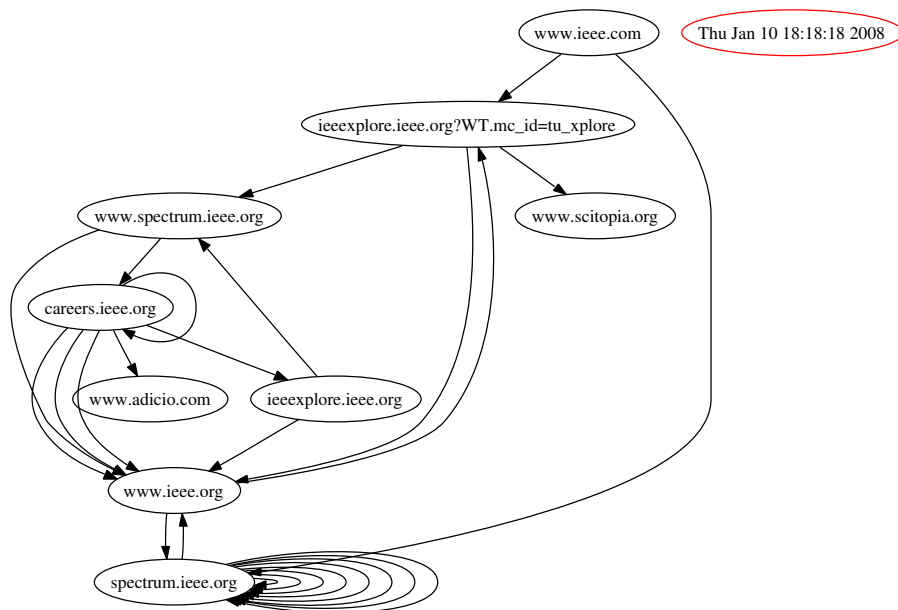 www.ieee.com
Thu Jan 10 18:18:18 2008
ieeexplore.ieee.org?WT.mc_id=tu_xplore
www.spectrum.ieee.org
www.scitopia.org
careers.ieee.org
www.adicio.com
ieeexplore.ieee.org
www.ieee.org
spectrum.ieee.org